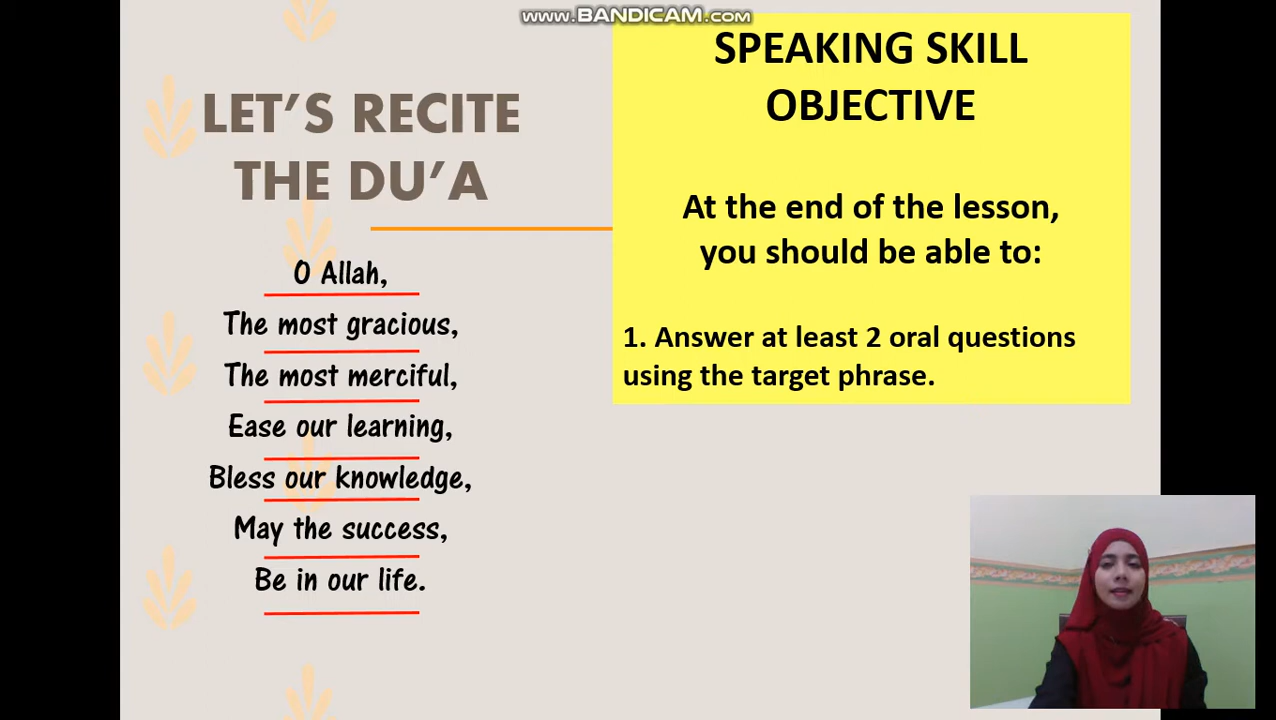 www.BANDICAM.com
LET’S RECITE
THE DU’A
O Allah,
The most gracious,
The most merciful,
Ease our learning,
Bless our knowledge,
May the success,
Be in our life.
SPEAKING SKILL
OBJECTIVE
At the end of the lesson,
you should be able to:
1. Answer at least 2 oral questions
using the target phrase.